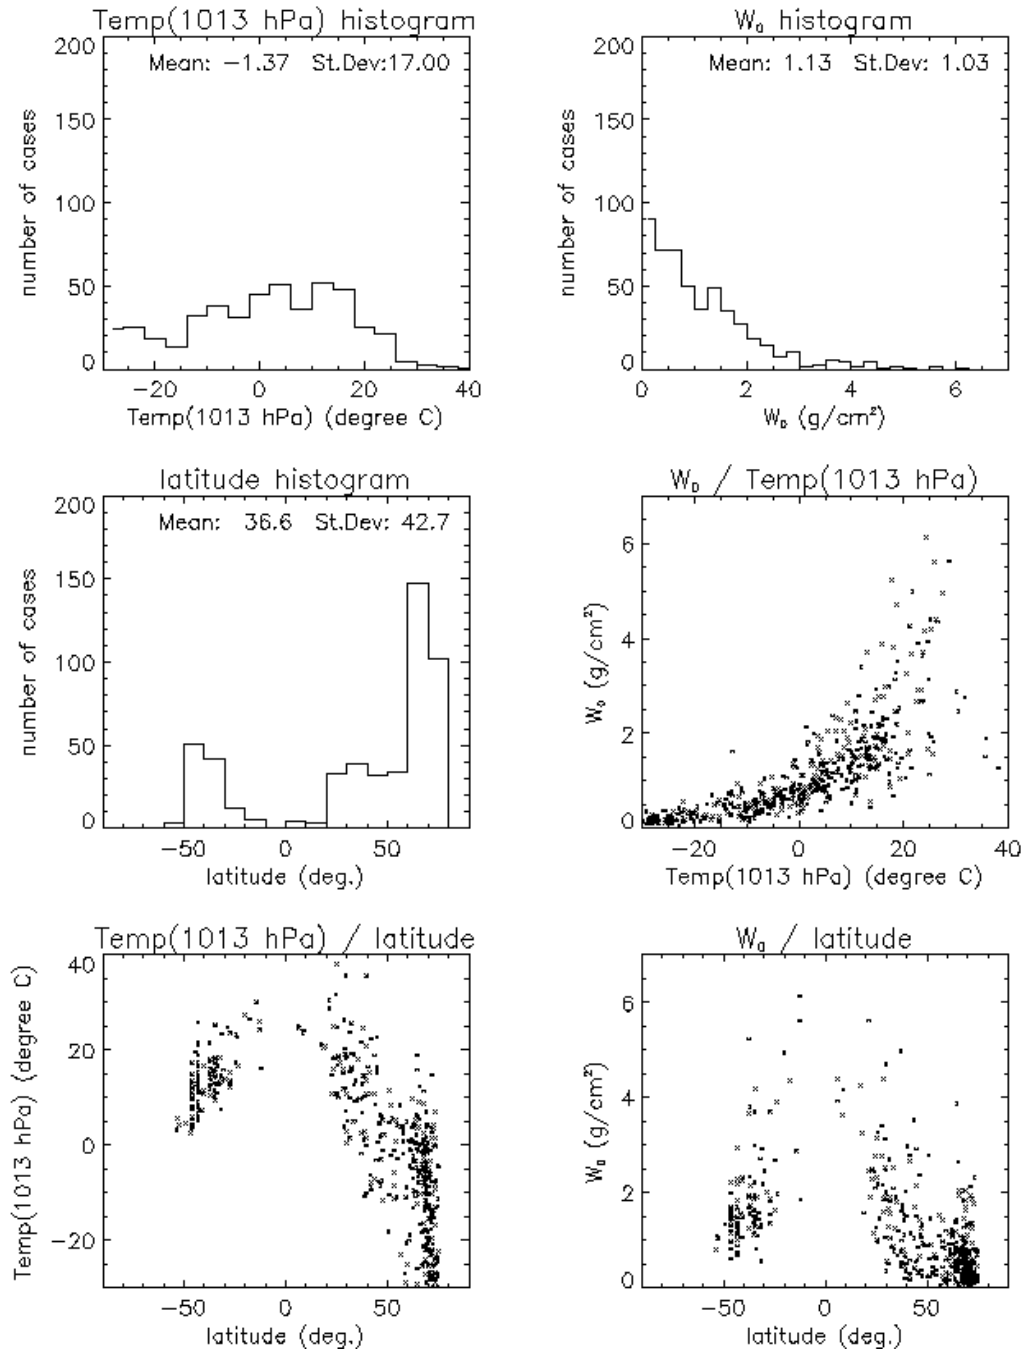 Temp(1013 hPa) histogram
Mean: −1.37 St.Dev:17.00
number of cases
200
150
100
50
0
−20 0 20 40
Temp(1013 hPa) (degree C)
W₀ histogram
Mean: 1.13 St.Dev: 1.03
number of cases
200
150
100
50
0
0 2 4 6
W₀ (g/cm²)
latitude histogram
Mean: 36.6 St.Dev: 42.7
number of cases
200
150
100
50
0
−50 0 50
latitude (deg.)
W₀ / Temp(1013 hPa)
W₀ (g/cm²)
6
4
2
0
−20 0 20 40
Temp(1013 hPa) (degree C)
Temp(1013 hPa) / latitude
Temp(1013 hPa) (degree C)
40
20
0
−20
−50 0 50
latitude (deg.)
W₀ / latitude
W₀ (g/cm²)
6
4
2
0
−50 0 50
latitude (deg.)